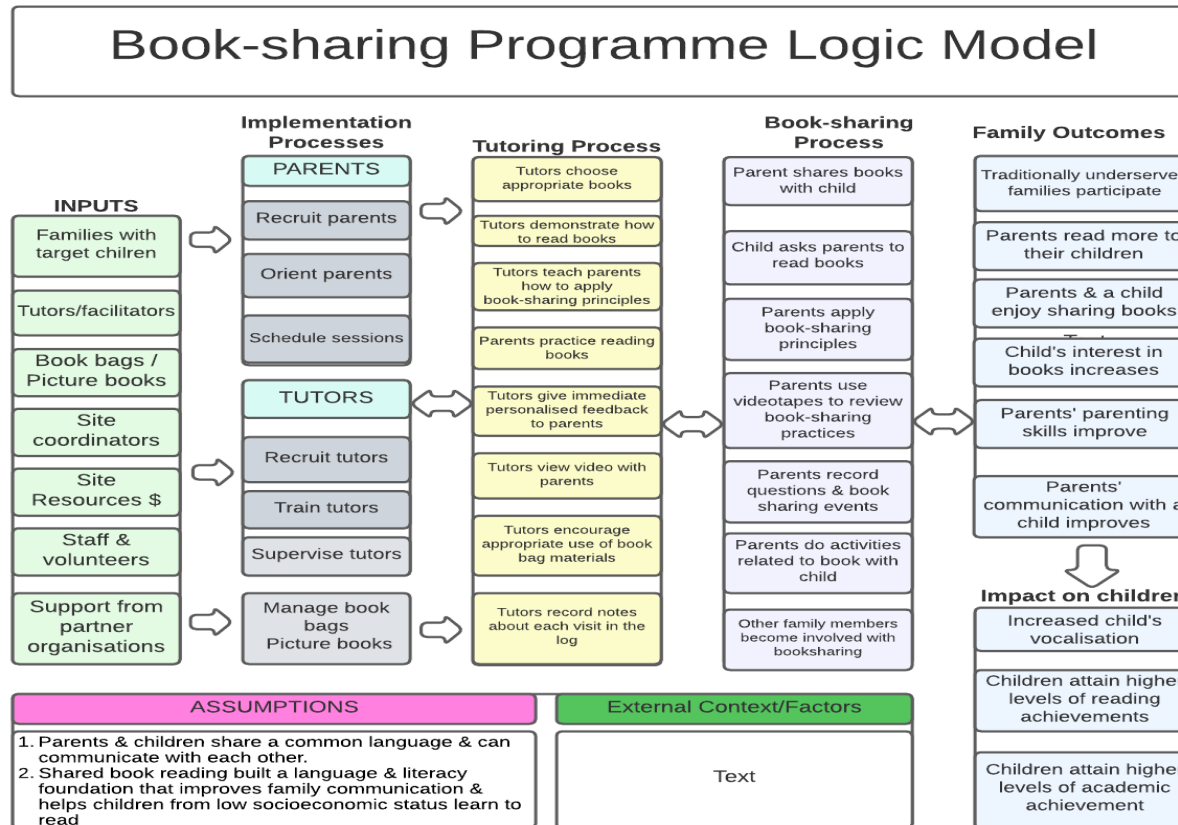 Book-sharing Programme Logic Model
INPUTS
Families with
target chilren
Tutors/facilitators
Book bags /
Picture books
Site
coordinators
Site
Resources $
Staff &
volunteers
Support from
partner
organisations
Implementation
Processes
PARENTS
Recruit parents
Orient parents
Schedule sessions
TUTORS
Recruit tutors
Train tutors
Supervise tutors
Manage book
bags
Picture books
Tutoring Process
Tutors choose
appropriate books
Tutors demonstrate how
to read books
Tutors teach parents
how to apply
book-sharing principles
Parents practice reading
books
Tutors give immediate
personalised feedback
to parents
Tutors view video with
parents
Tutors encourage
appropriate use of book
bag materials
Tutors record notes
about each visit in the
log
Book-sharing
Process
Parent shares books
with child
Child asks parents to
read books
Parents apply
book-sharing
principles
Parents use
videotapes to review
book-sharing
practices
Parents record
questions & book
sharing events
Parents do activities
related to book with
child
Other family members
become involved with
booksharing
Family Outcomes
Traditionally underserve
families participate
Parents read more to
their children
Parents & a child
enjoy sharing books
Child's interest in
books increases
Parents' parenting
skills improve
Parents'
communication with a
child improves
Impact on children
Increased child's
vocalisation
Children attain highe
levels of reading
achievements
Children attain highe
levels of academic
achievement
ASSUMPTIONS
1. Parents & children share a common language & can
communicate with each other.
2. Shared book reading built a language & literacy
foundation that improves family communication &
helps children from low socioeconomic status learn to
read
External Context/Factors
Text